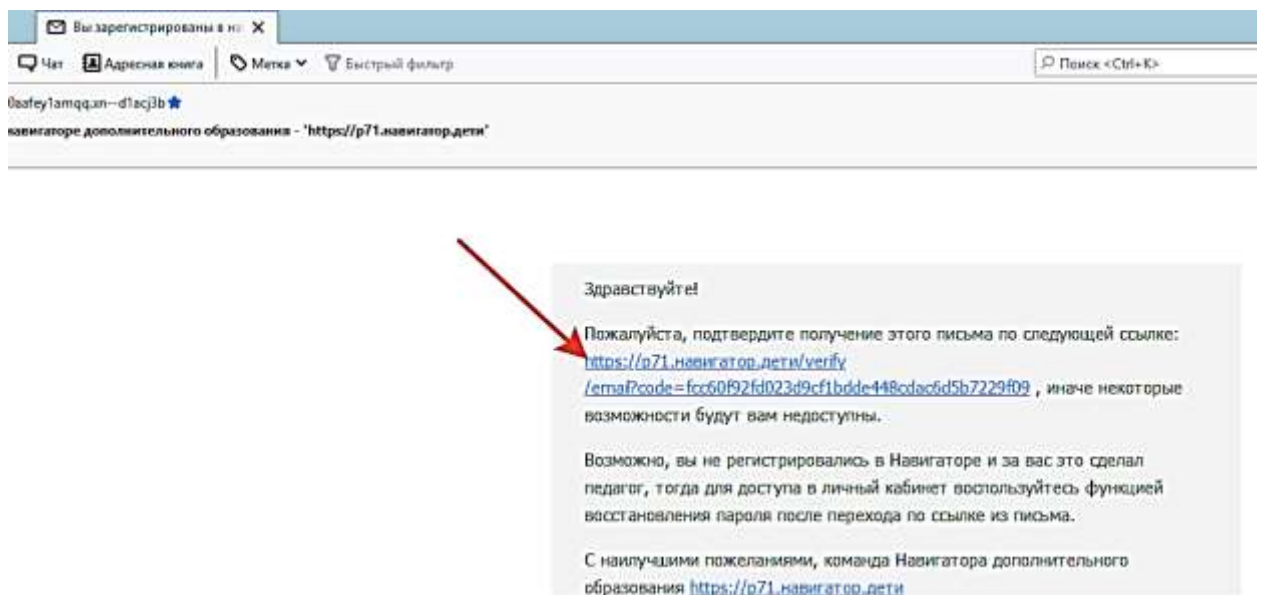 Вы зарегистрированы в на
Чат Адресная книга Метка Быстрый фильтр Поиск <Ctrl+K>
0aafey1amqq.xn--d1acj3b
навигаторе дополнительного образования - 'https://р71.навигатор.дети'
Здравствуйте!
Пожалуйста, подтвердите получение этого письма по следующей ссылке:
https://р71.навигатор.дети/verify
/email?code=fcc60f92fd023d9cf1bdde448cdac6d5b7229f09 , иначе некоторые
возможности будут вам недоступны.
Возможно, вы не регистрировались в Навигаторе и за вас это сделал
педагог, тогда для доступа в личный кабинет воспользуйтесь функцией
восстановления пароля после перехода по ссылке из письма.
С наилучшими пожеланиями, команда Навигатора дополнительного
образования https://р71.навигатор.дети